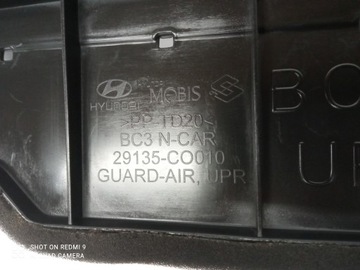 HYUNDAI MOBIS
>PP-TD20<
BC3 N-CAR
29135-CO010
GUARD-AIR, UPR
BC
UP
SHOT ON REDMI 9
AI QUAD CAMERA